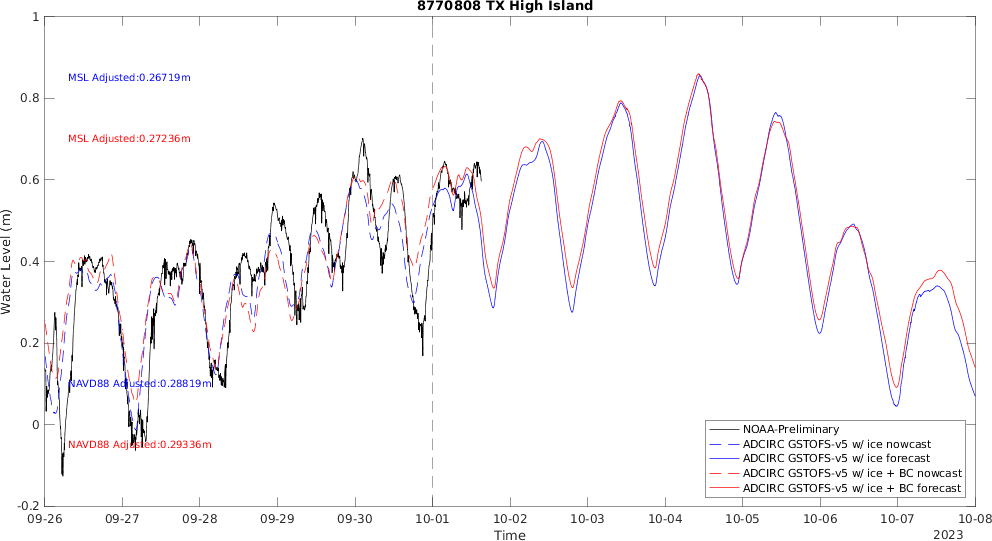 8770808 TX High Island
1
0.8
0.6
0.4
0.2
0
-0.2
Water Level (m)
MSL Adjusted:0.26719m
MSL Adjusted:0.27236m
NAVD88 Adjusted:0.28819m
NAVD88 Adjusted:0.29336m
NOAA-Preliminary
ADCIRC GSTOFS-v5 w/ ice nowcast
ADCIRC GSTOFS-v5 w/ ice forecast
ADCIRC GSTOFS-v5 w/ ice + BC nowcast
ADCIRC GSTOFS-v5 w/ ice + BC forecast
09-26 09-27 09-28 09-29 09-30 10-01 10-02 10-03 10-04 10-05 10-06 10-07 10-08
Time
2023